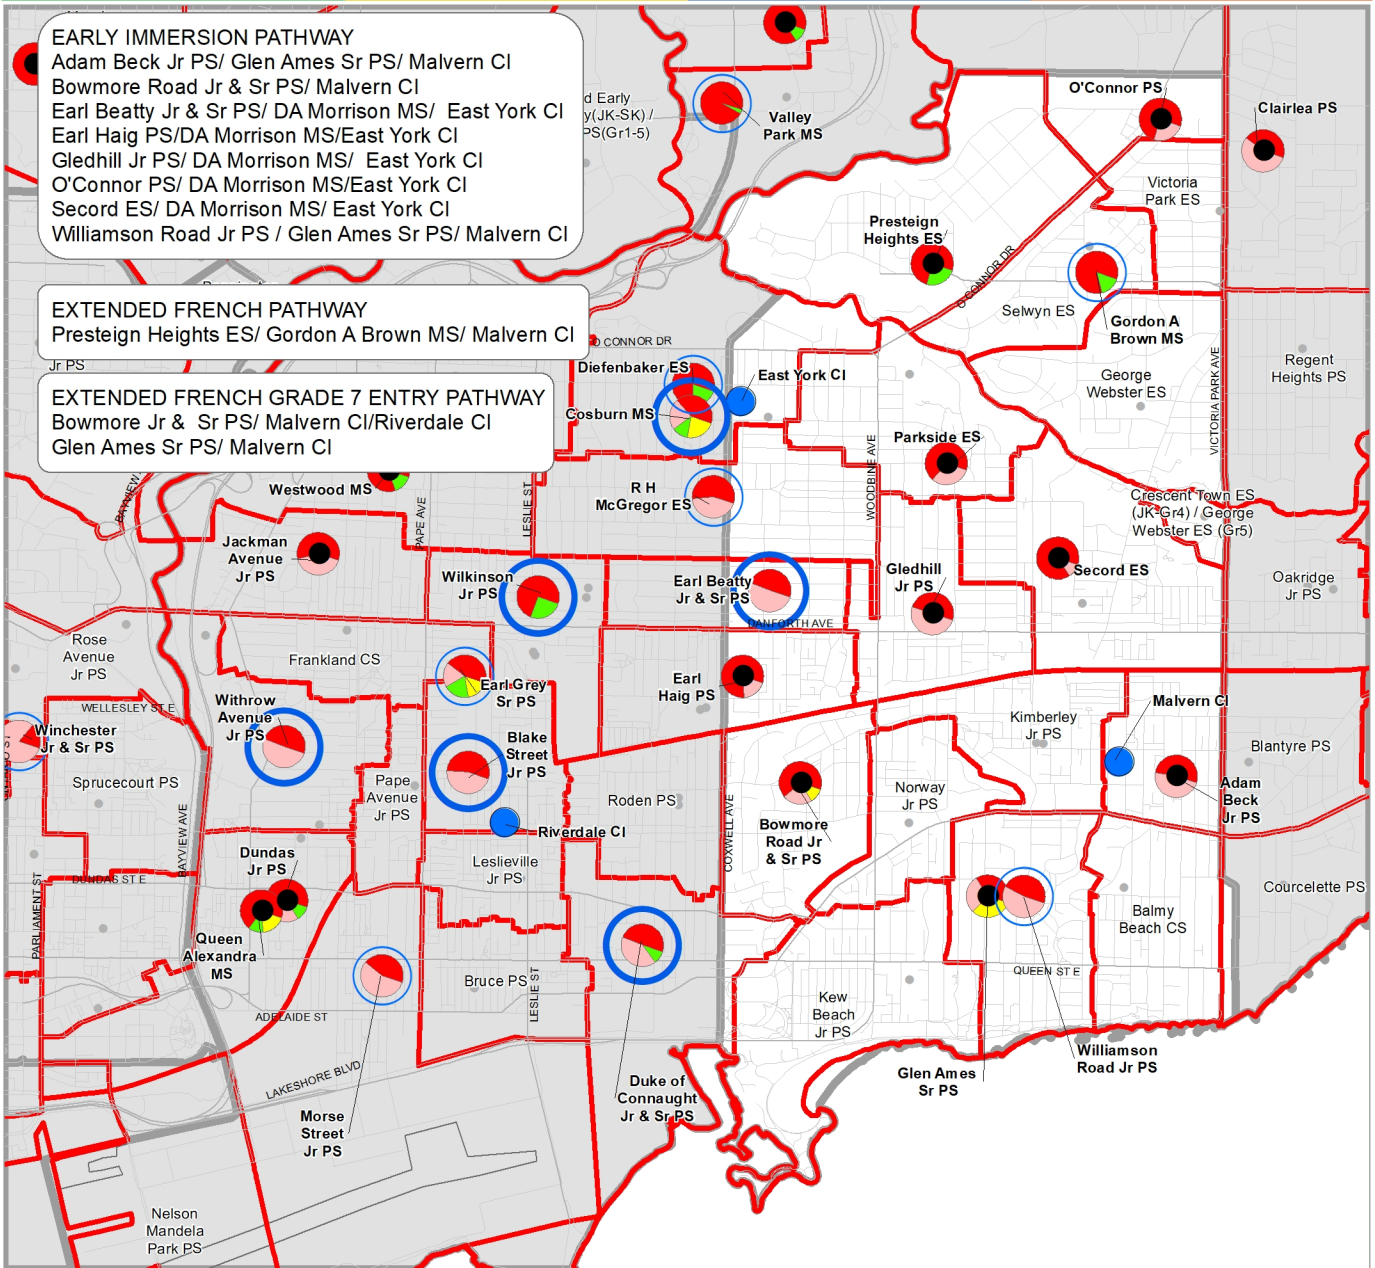 EARLY IMMERSION PATHWAY
Adam Beck Jr PS/ Glen Ames Sr PS/ Malvern CI
Bowmore Road Jr & Sr PS/ Malvern CI
Earl Beatty Jr & Sr PS/ DA Morrison MS/ East York CI
Earl Haig PS/DA Morrison MS/East York CI
Gledhill Jr PS/ DA Morrison MS/ East York CI
O'Connor PS/ DA Morrison MS/East York CI
Secord ES/ DA Morrison MS/ East York CI
Williamson Road Jr PS / Glen Ames Sr PS/ Malvern CI
EXTENDED FRENCH PATHWAY
Presteign Heights ES/ Gordon A Brown MS/ Malvern CI
Jr PS
EXTENDED FRENCH GRADE 7 ENTRY PATHWAY
Bowmore Jr & Sr PS/ Malvern CI/Riverdale CI
Glen Ames Sr PS/ Malvern CI
d Early
y(JK-SK) /
PS(Gr1-5)
Valley
Park MS
O'Connor PS
Clairlea PS
Victoria
Park ES
Presteign
Heights ES
O CONNOR DR
Selwyn ES
Gordon A
Brown MS
O CONNOR DR
Diefenbaker ES
East York CI
Cosburn MS
George
Webster ES
VICTORIA PARK AVE
Regent
Heights PS
Parkside ES
WOODBINE AVE
Westwood MS
BAYVIEW
PAPE AVE
LESLIE ST
R H
McGregor ES
Crescent Town ES
(JK-Gr4) / George
Webster ES (Gr5)
Jackman
Avenue
Jr PS
Wilkinson
Jr PS
Earl Beatty
Jr & Sr PS
Gledhill
Jr PS
Secord ES
Oakridge
Jr PS
DANFORTH AVE
Rose
Avenue
Jr PS
Frankland CS
Earl Grey
Sr PS
Earl
Haig PS
WELLESLEY ST E
Withrow
Avenue
Jr PS
Winchester
Jr & Sr PS
Blake
Street
Jr PS
Kimberley
Jr PS
Malvern CI
Blantyre PS
Sprucecourt PS
Pape
Avenue
Jr PS
Roden PS
Norway
Jr PS
Adam
Beck
Jr PS
BAYVIEW AVE
Riverdale CI
COXWELL AVE
Bowmore
Road Jr
& Sr PS
Dundas
Jr PS
Leslieville
Jr PS
DUNDAS ST E
PARLIAMENT ST
Courcelette PS
Balmy
Beach CS
Queen
Alexandra
MS
Bruce PS
LESLIE ST
QUEEN ST E
Kew
Beach
Jr PS
ADELAIDE ST
Williamson
Road Jr PS
Glen Ames
Sr PS
LAKESHORE BLVD
Duke of
Connaught
Jr & Sr PS
Morse
Street
Jr PS
Nelson
Mandela
Park PS